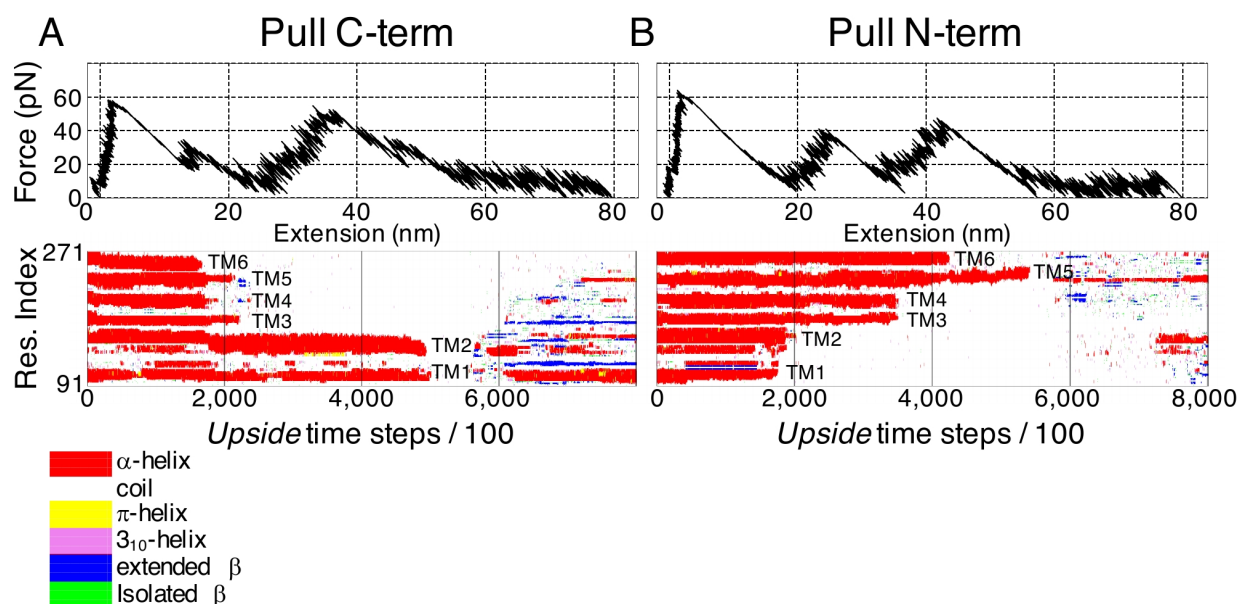 A Pull C-term
B Pull N-term
Force (pN)
60
40
20
0
0 20 40 60 80
Extension (nm)
0 20 40 60 80
Extension (nm)
Res. Index
271
91
TM6
TM5
TM4
TM3
TM2
TM1
0 2,000 4,000 6,000
Upside time steps / 100
TM6
TM5
TM4
TM3
TM2
TM1
0 2,000 4,000 6,000 8,000
Upside time steps / 100
α-helix
coil
π-helix
3₁₀-helix
extended β
Isolated β